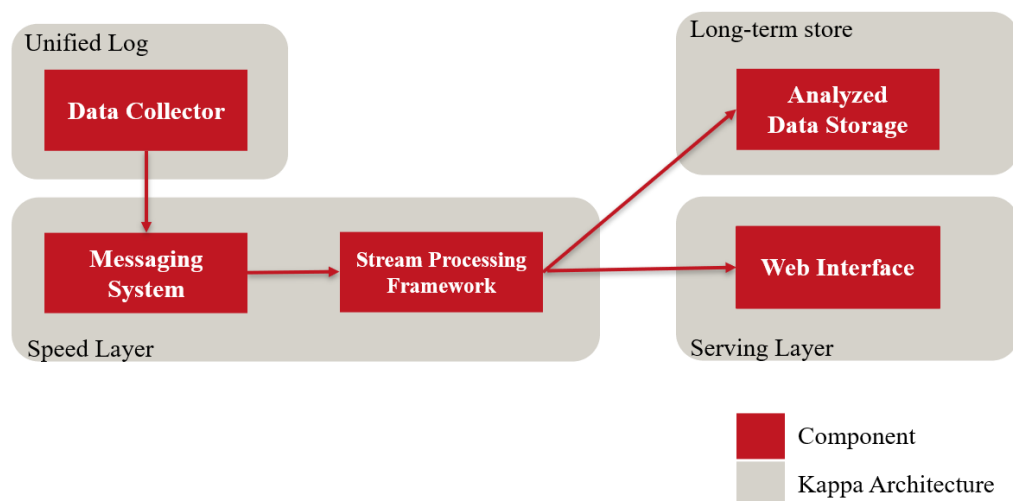 Unified Log
Data Collector
Long-term store
Analyzed
Data Storage
Messaging
System
Stream Processing
Framework
Speed Layer
Web Interface
Serving Layer
Component
Kappa Architecture